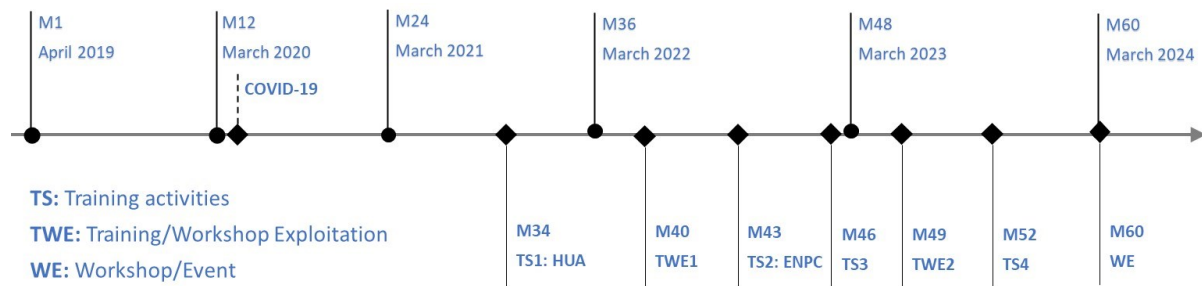 M1
April 2019
M12
March 2020
COVID-19
M24
March 2021
M36
March 2022
M48
March 2023
M60
March 2024
TS: Training activities
TWE: Training/Workshop Exploitation
WE: Workshop/Event
M34
TS1: HUA
M40
TWE1
M43
TS2: ENPC
M46
TS3
M49
TWE2
M52
TS4
M60
WE